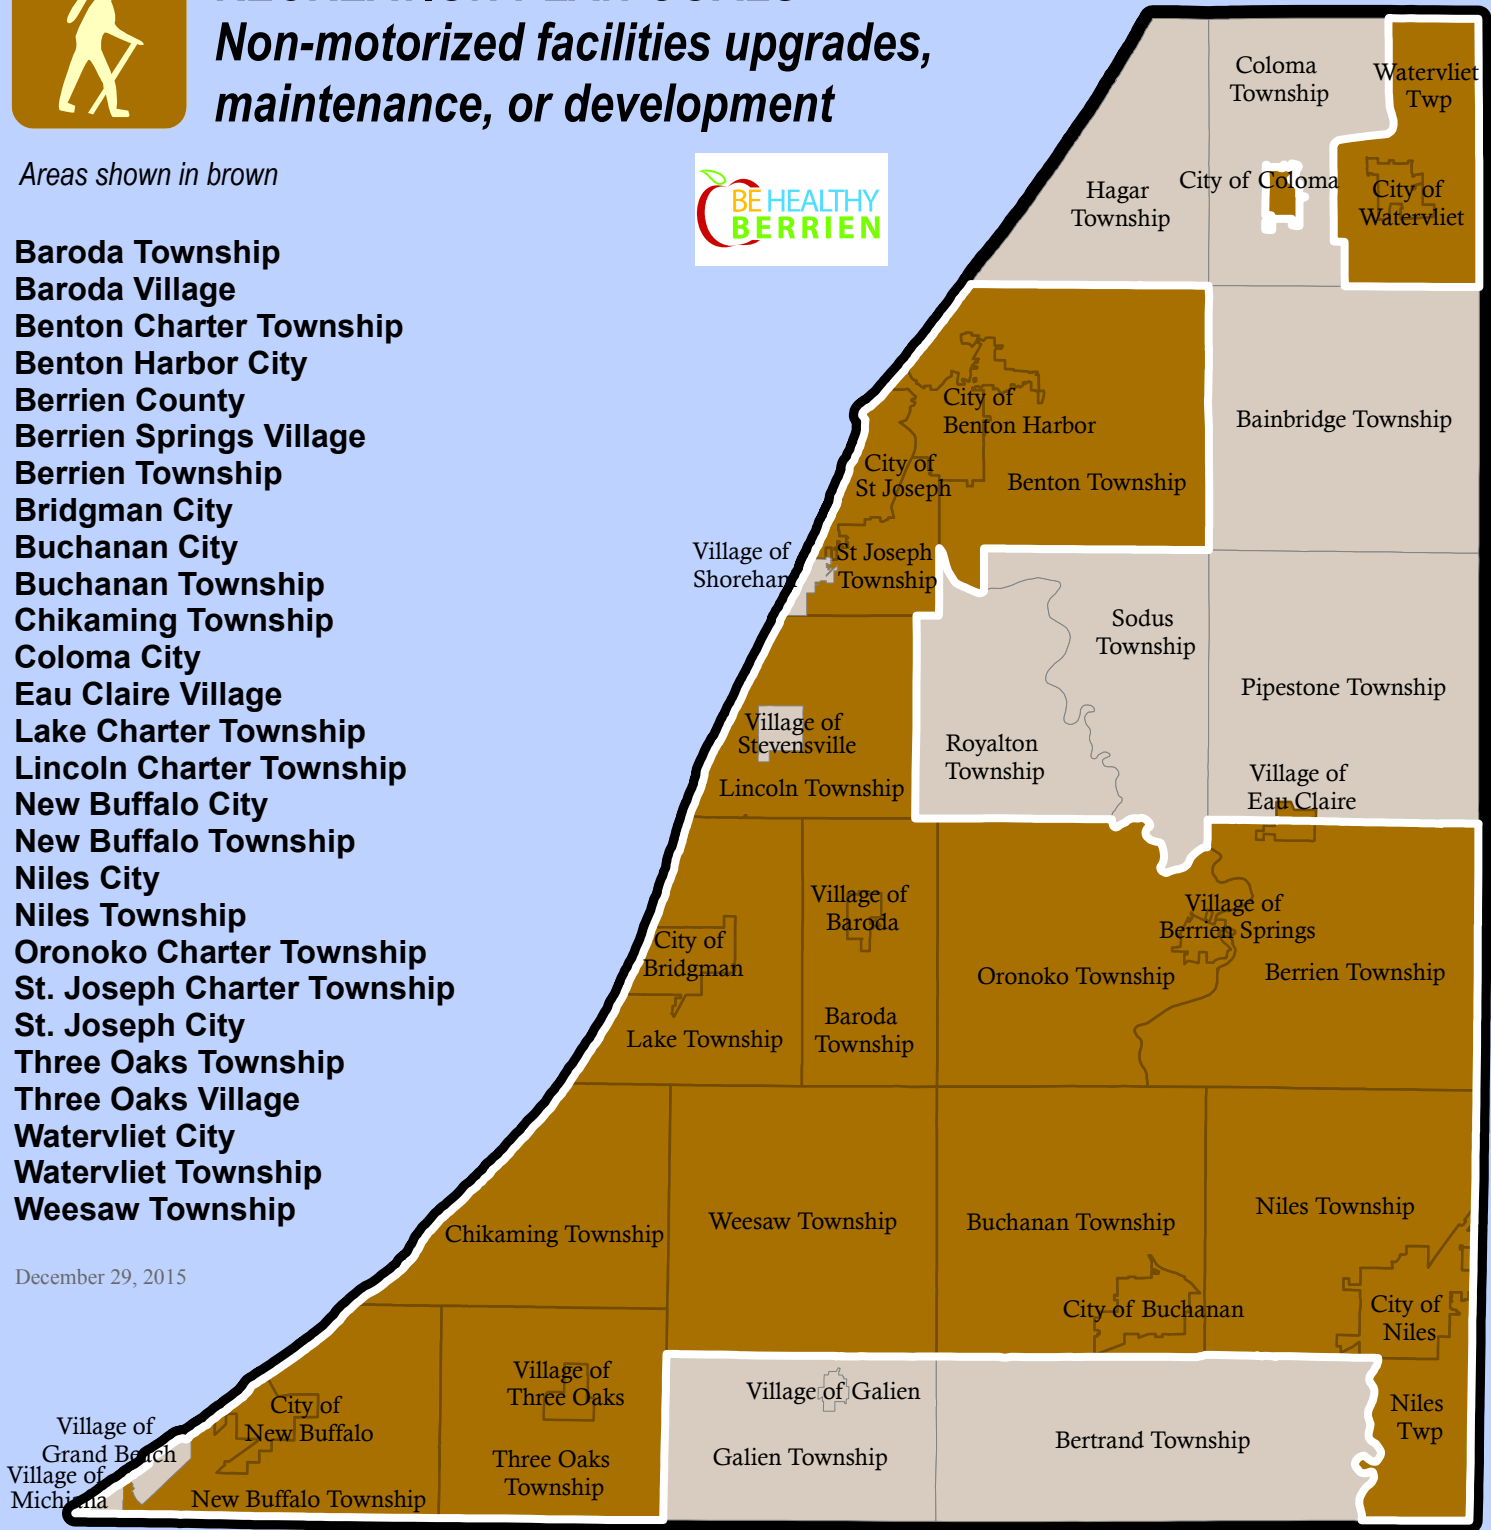 Non-motorized facilities upgrades,
maintenance, or development
Areas shown in brown
BE HEALTHY
BERRIEN
Baroda Township
Baroda Village
Benton Charter Township
Benton Harbor City
Berrien County
Berrien Springs Village
Berrien Township
Bridgman City
Buchanan City
Buchanan Township
Chikaming Township
Coloma City
Eau Claire Village
Lake Charter Township
Lincoln Charter Township
New Buffalo City
New Buffalo Township
Niles City
Niles Township
Oronoko Charter Township
St. Joseph Charter Township
St. Joseph City
Three Oaks Township
Three Oaks Village
Watervliet City
Watervliet Township
Weesaw Township
December 29, 2015
Coloma
Township
Watervliet
Twp
Hagar
Township
City of Coloma
City of
Watervliet
City of
Benton Harbor
Bainbridge Township
City of
St Joseph
Benton Township
Village of
Shoreham
St Joseph
Township
Sodus
Township
Pipestone Township
Village of
Stevensville
Lincoln Township
Royalton
Township
Village of
Eau Claire
Village of
Baroda
Village of
Berrien Springs
City of
Bridgman
Oronoko Township
Berrien Township
Lake Township
Baroda
Township
Chikaming Township
Weesaw Township
Buchanan Township
Niles Township
City of Buchanan
City of
Niles
Village of
Three Oaks
Village of Galien
City of
New Buffalo
Niles
Twp
Village of
Grand Beach
Bertrand Township
Galien Township
Three Oaks
Township
Village of
Michiana
New Buffalo Township